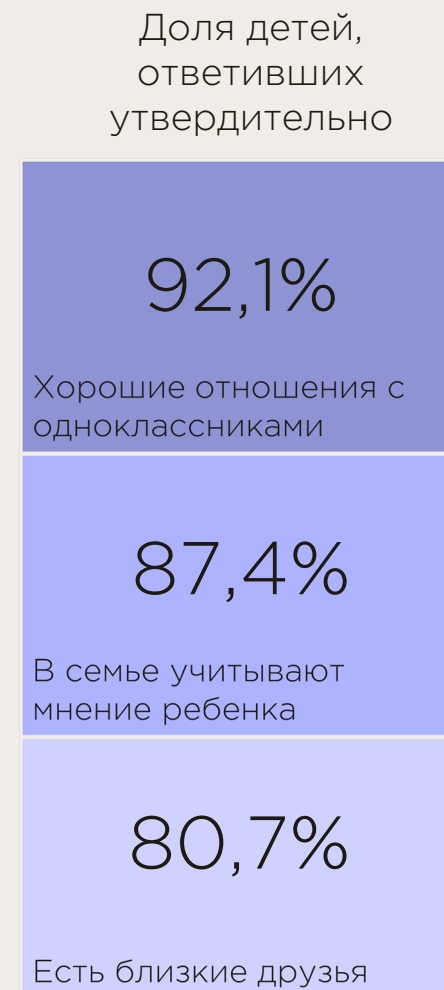 Доля детей,
ответивших
утвердительно
92,1%
Хорошие отношения с
одноклассниками
87,4%
В семье учитывают
мнение ребенка
80,7%
Есть близкие друзья